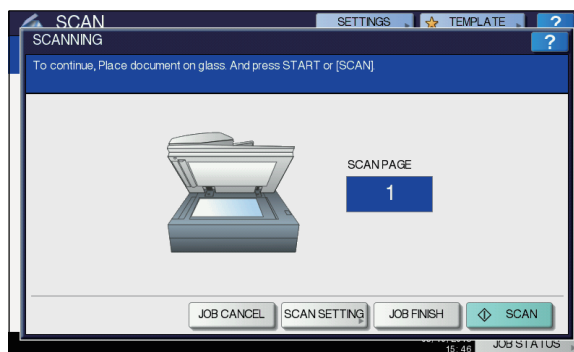 SCAN SETTINGS TEMPLATE ?
SCANNING ?
To continue, Place document on glass. And press START or [SCAN]
SCAN PAGE
1
JOB CANCEL SCAN SETTING JOB FINISH SCAN
15:46 JOB STATUS